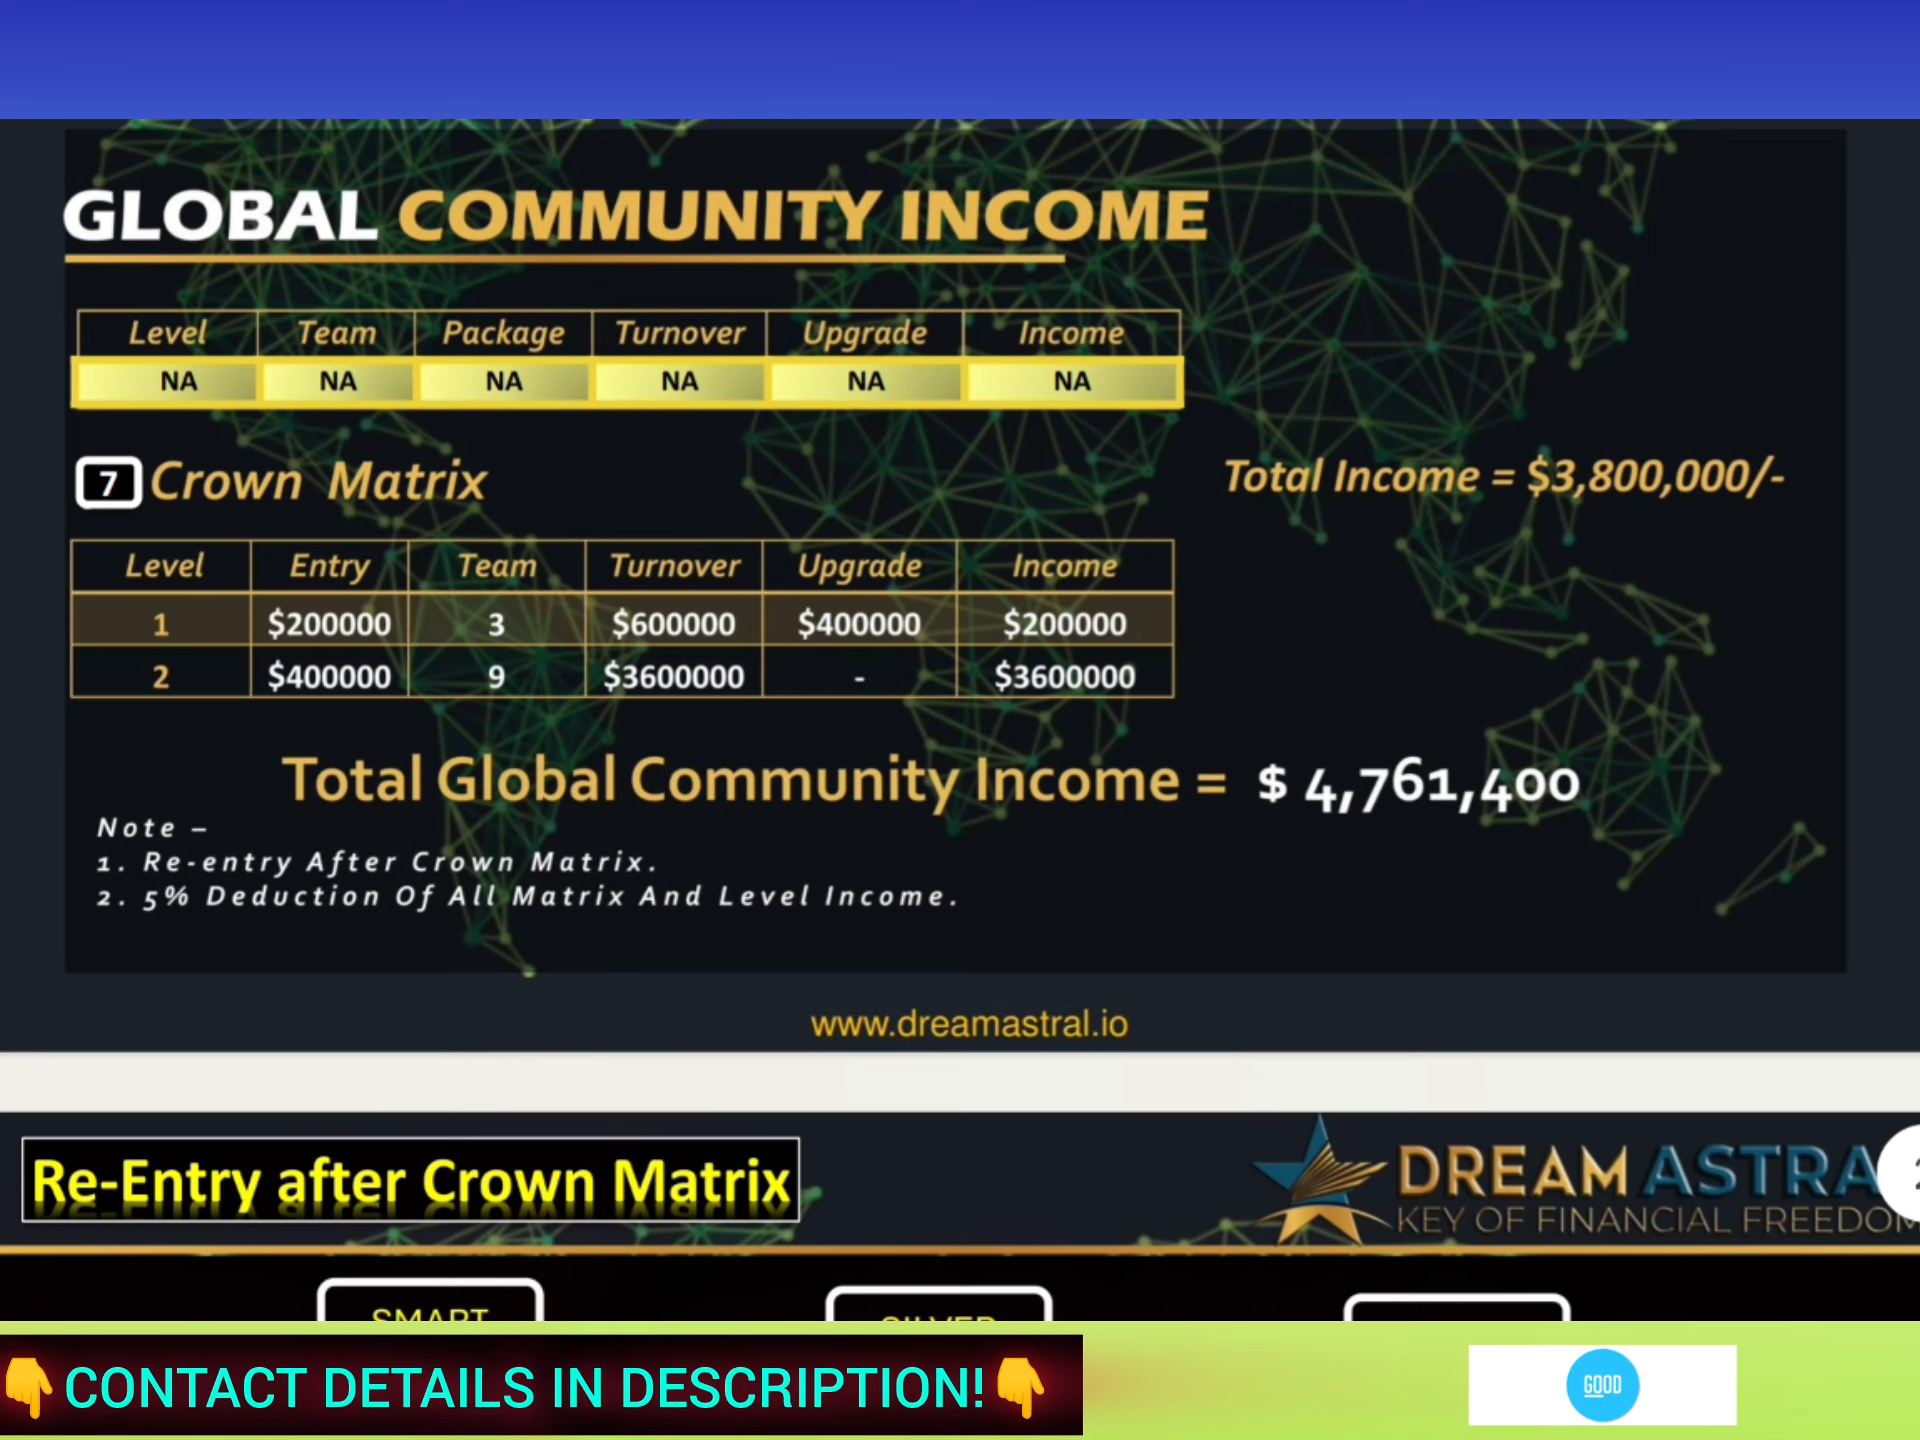 GLOBAL COMMUNITY INCOME
Level Team Package Turnover Upgrade Income
NA NA NA NA NA NA
7 Crown Matrix
Total Income = $3,800,000/-
Level Entry Team Turnover Upgrade Income
1 $200000 3 $600000 $400000 $200000
2 $400000 9 $3600000 - $3600000
Total Global Community Income = $ 4,761,400
Note –
1. Re-entry After Crown Matrix.
2. 5% Deduction Of All Matrix And Level Income.
www.dreamastral.io
Re-Entry after Crown Matrix
DREAM ASTRA
KEY OF FINANCIAL FREEDOM
SMART SILVER
👇CONTACT DETAILS IN DESCRIPTION!👇
GOOD